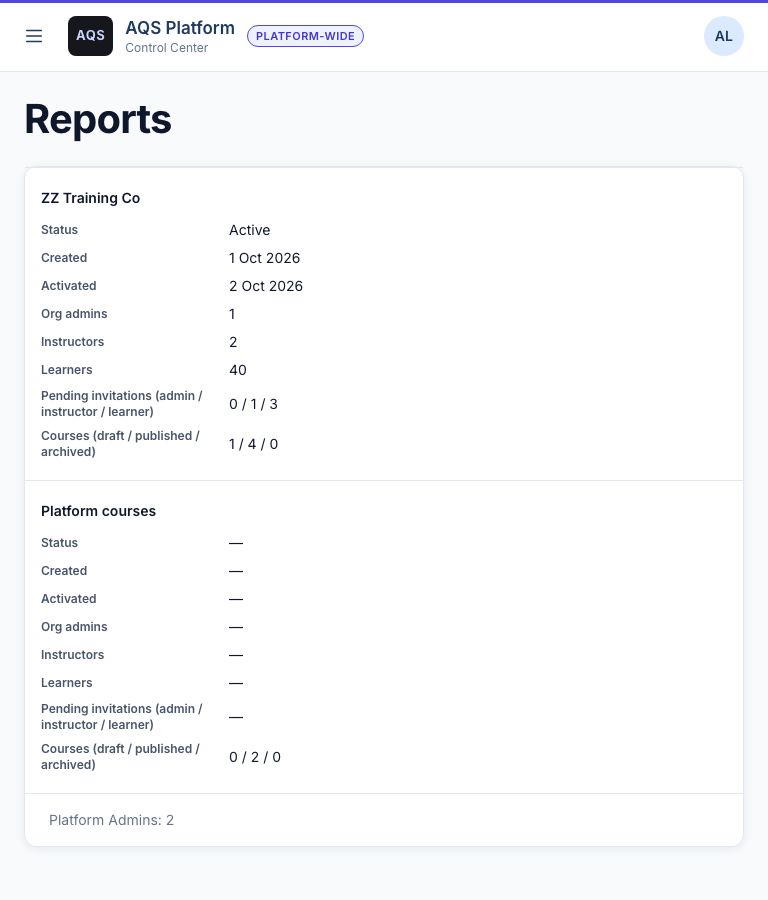 AQS
AQS Platform
Control Center
PLATFORM-WIDE
AL
Reports
ZZ Training Co
Status Active
Created 1 Oct 2026
Activated 2 Oct 2026
Org admins 1
Instructors 2
Learners 40
Pending invitations (admin /
instructor / learner) 0 / 1 / 3
Courses (draft / published /
archived) 1 / 4 / 0
Platform courses
Status —
Created —
Activated —
Org admins —
Instructors —
Learners —
Pending invitations (admin /
instructor / learner) —
Courses (draft / published /
archived) 0 / 2 / 0
Platform Admins: 2